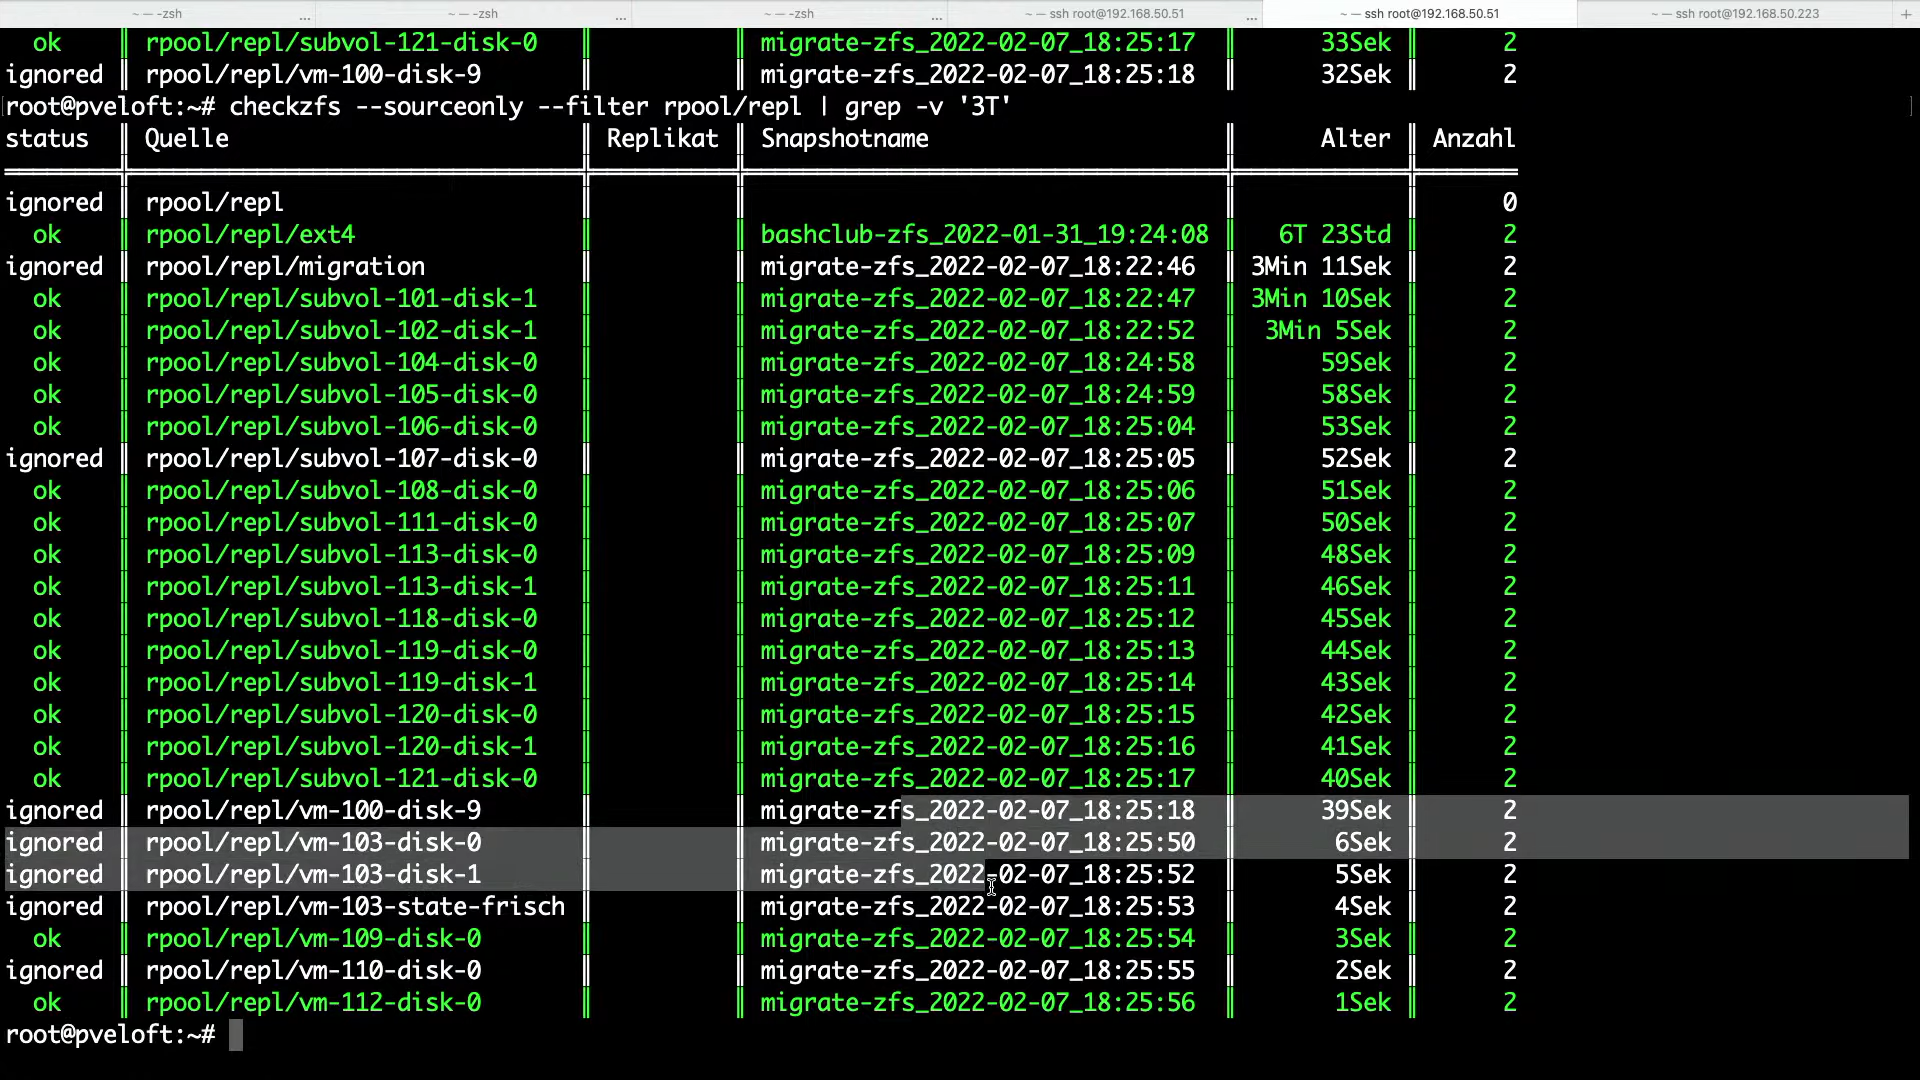 ~ — -zsh ... ~ — -zsh ... ~ — -zsh ... ~ — ssh root@192.168.50.51 ... ~ — ssh root@192.168.50.51 ~ — ssh root@192.168.50.223 +
ok rpool/repl/subvol-121-disk-0 migrate-zfs_2022-02-07_18:25:17 33Sek 2
ignored rpool/repl/vm-100-disk-9 migrate-zfs_2022-02-07_18:25:18 32Sek 2
root@pveloft:~# checkzfs --sourceonly --filter rpool/repl | grep -v '3T'
status Quelle Replikat Snapshotname Alter Anzahl
ignored rpool/repl 0
ok rpool/repl/ext4 bashclub-zfs_2022-01-31_19:24:08 6T 23Std 2
ignored rpool/repl/migration migrate-zfs_2022-02-07_18:22:46 3Min 11Sek 2
ok rpool/repl/subvol-101-disk-1 migrate-zfs_2022-02-07_18:22:47 3Min 10Sek 2
ok rpool/repl/subvol-102-disk-1 migrate-zfs_2022-02-07_18:22:52 3Min 5Sek 2
ok rpool/repl/subvol-104-disk-0 migrate-zfs_2022-02-07_18:24:58 59Sek 2
ok rpool/repl/subvol-105-disk-0 migrate-zfs_2022-02-07_18:24:59 58Sek 2
ok rpool/repl/subvol-106-disk-0 migrate-zfs_2022-02-07_18:25:04 53Sek 2
ignored rpool/repl/subvol-107-disk-0 migrate-zfs_2022-02-07_18:25:05 52Sek 2
ok rpool/repl/subvol-108-disk-0 migrate-zfs_2022-02-07_18:25:06 51Sek 2
ok rpool/repl/subvol-111-disk-0 migrate-zfs_2022-02-07_18:25:07 50Sek 2
ok rpool/repl/subvol-113-disk-0 migrate-zfs_2022-02-07_18:25:09 48Sek 2
ok rpool/repl/subvol-113-disk-1 migrate-zfs_2022-02-07_18:25:11 46Sek 2
ok rpool/repl/subvol-118-disk-0 migrate-zfs_2022-02-07_18:25:12 45Sek 2
ok rpool/repl/subvol-119-disk-0 migrate-zfs_2022-02-07_18:25:13 44Sek 2
ok rpool/repl/subvol-119-disk-1 migrate-zfs_2022-02-07_18:25:14 43Sek 2
ok rpool/repl/subvol-120-disk-0 migrate-zfs_2022-02-07_18:25:15 42Sek 2
ok rpool/repl/subvol-120-disk-1 migrate-zfs_2022-02-07_18:25:16 41Sek 2
ok rpool/repl/subvol-121-disk-0 migrate-zfs_2022-02-07_18:25:17 40Sek 2
ignored rpool/repl/vm-100-disk-9 migrate-zfs_2022-02-07_18:25:18 39Sek 2
ignored rpool/repl/vm-103-disk-0 migrate-zfs_2022-02-07_18:25:50 6Sek 2
ignored rpool/repl/vm-103-disk-1 migrate-zfs_2022-02-07_18:25:52 5Sek 2
ignored rpool/repl/vm-103-state-frisch migrate-zfs_2022-02-07_18:25:53 4Sek 2
ok rpool/repl/vm-109-disk-0 migrate-zfs_2022-02-07_18:25:54 3Sek 2
ignored rpool/repl/vm-110-disk-0 migrate-zfs_2022-02-07_18:25:55 2Sek 2
ok rpool/repl/vm-112-disk-0 migrate-zfs_2022-02-07_18:25:56 1Sek 2
root@pveloft:~#